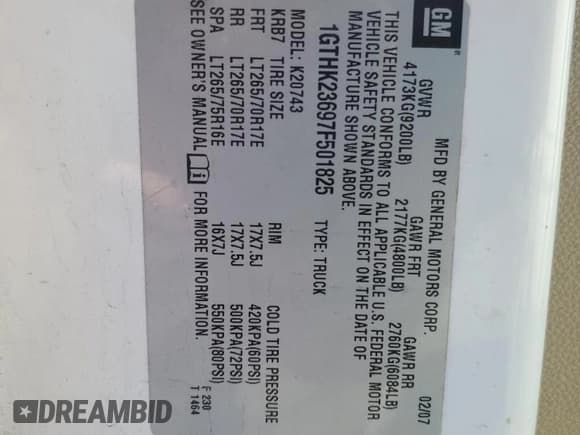 GM
MFD BY GENERAL MOTORS CORP. 02/07
GVWR GAWR FRT GAWR RR
4173KG(9200LB) 2177KG(4800LB) 2760KG(6084LB)
THIS VEHICLE CONFORMS TO ALL APPLICABLE U.S. FEDERAL MOTOR
VEHICLE SAFETY STANDARDS IN EFFECT ON THE DATE OF
MANUFACTURE SHOWN ABOVE.
1GTHK23697F501825 TYPE: TRUCK
MODEL: K20743
KRB7 TIRE SIZE RIM COLD TIRE PRESSURE
FRT LT265/70R17E 17X7.5J 420KPA(60PSI)
RR LT265/70R17E 17X7.5J 500KPA(72PSI)
SPA LT265/75R16E 16X7J 550KPA(80PSI)
SEE OWNER'S MANUAL i FOR MORE INFORMATION.
F 230
T 1464
$DREAMBID